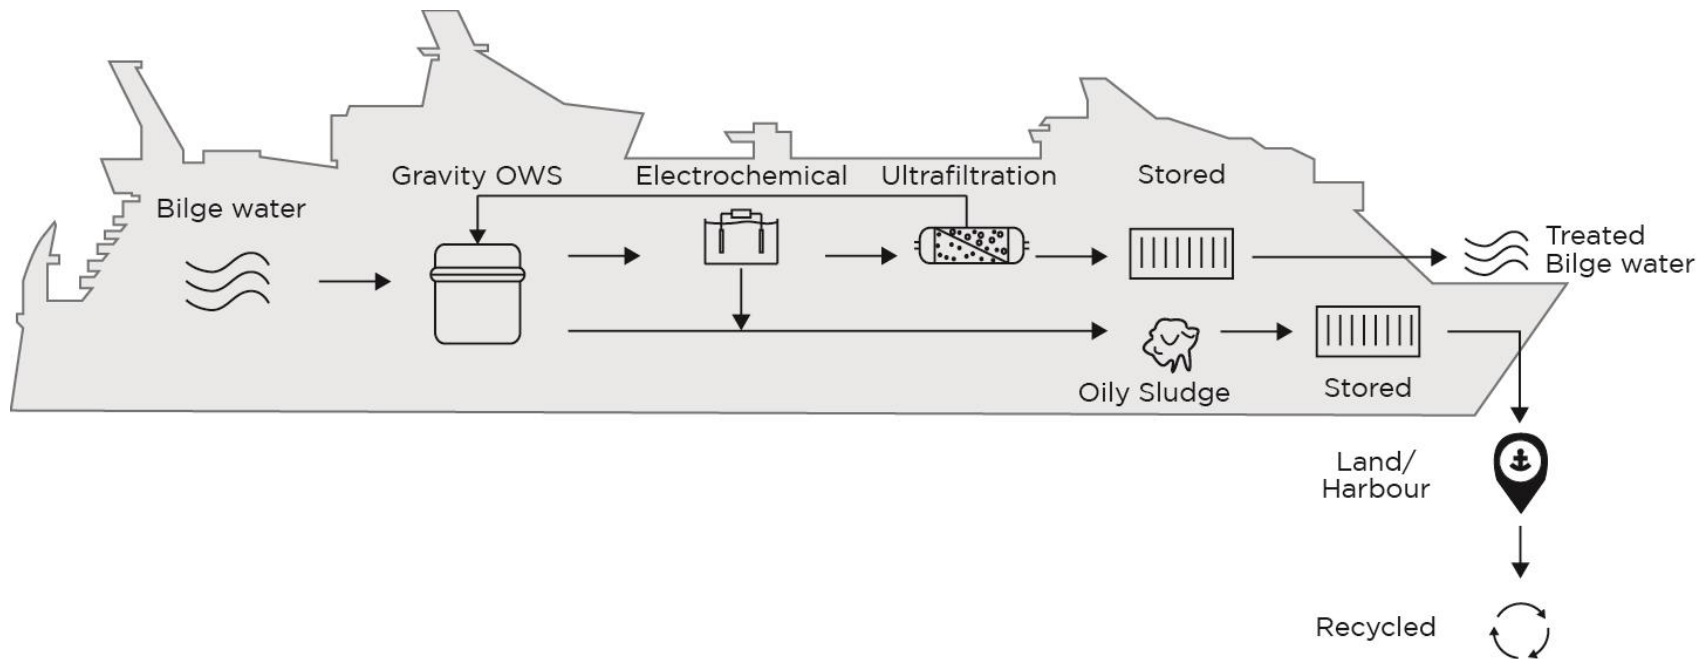 Gravity OWS
Electrochemical
Ultrafiltration
Stored
Bilge water
Treated
Bilge water
Oily Sludge
Stored
Land/
Harbour
Recycled